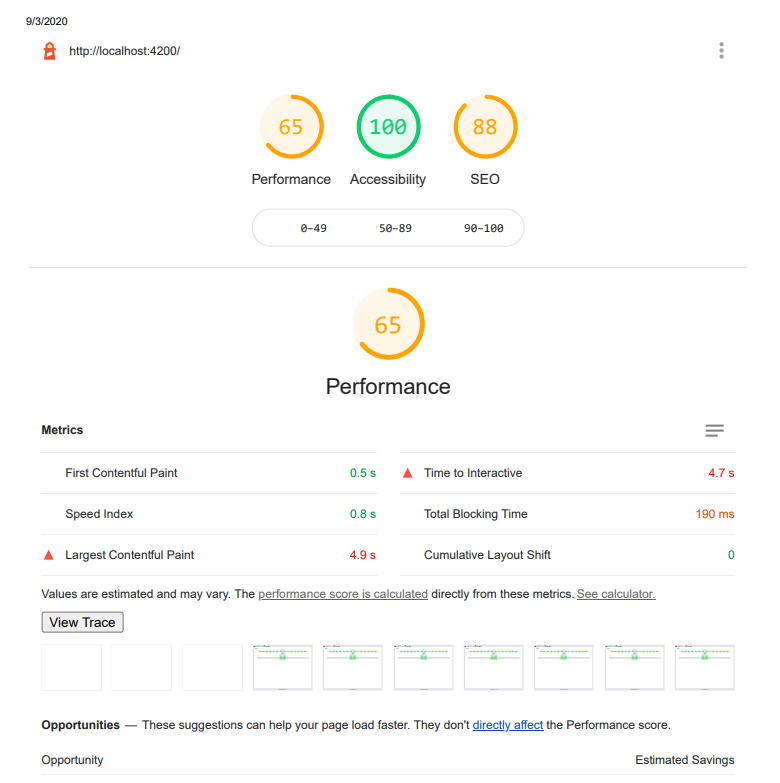 9/3/2020
http://localhost:4200/
65 100 88
Performance Accessibility SEO
0–49 50–89 90–100
65
Performance
Metrics
First Contentful Paint 0.5 s
Time to Interactive 4.7 s
Speed Index 0.8 s
Total Blocking Time 190 ms
Largest Contentful Paint 4.9 s
Cumulative Layout Shift 0
Values are estimated and may vary. The performance score is calculated directly from these metrics. See calculator.
View Trace
Opportunities — These suggestions can help your page load faster. They don't directly affect the Performance score.
Opportunity Estimated Savings